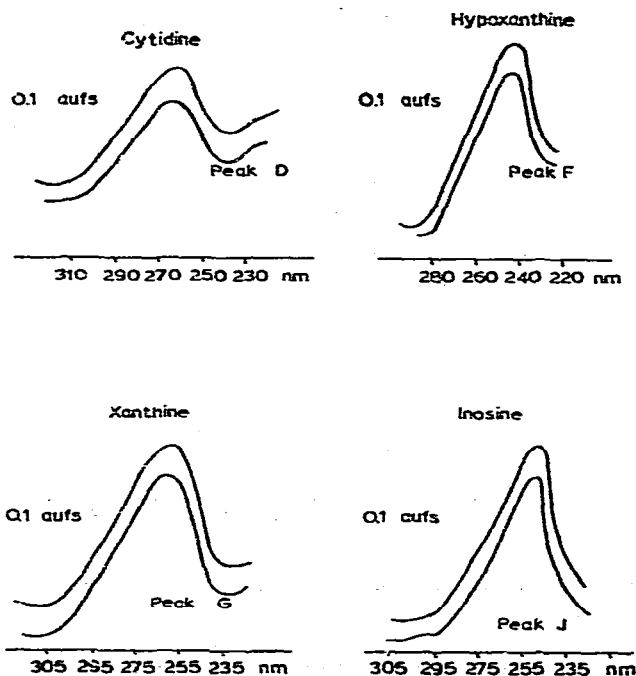 Cytidine
0.1 aufs
Peak D
310 290 270 250 230 nm
Hypoxanthine
0.1 aufs
Peak F
280 260 240 220 nm
Xanthine
0.1 aufs
Peak G
305 295 275 255 235 nm
Inosine
0.1 aufs
Peak J
305 295 275 255 235 nm